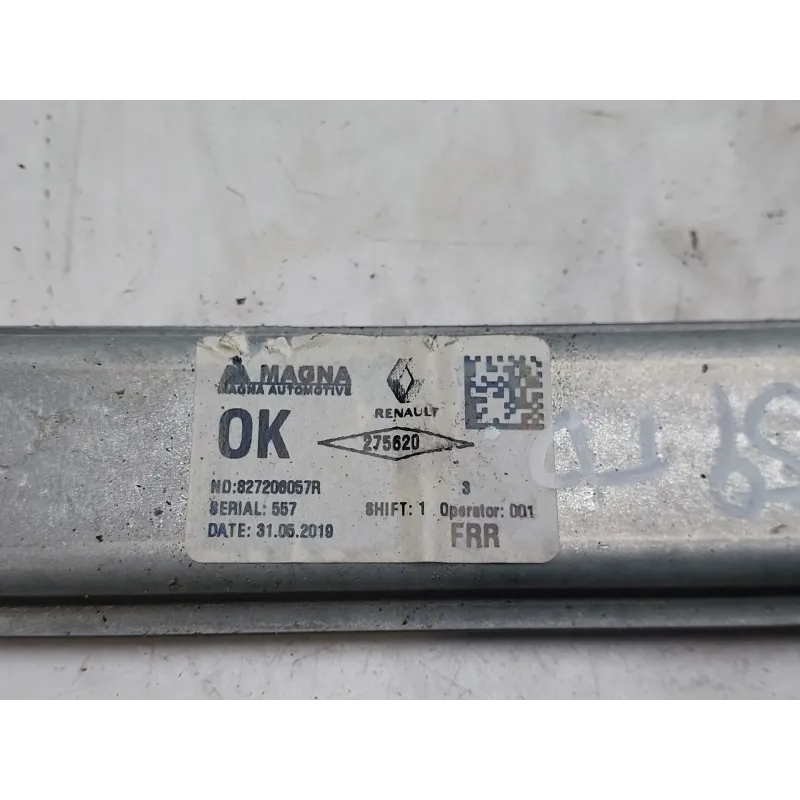 MAGNA
MAGNA AUTOMOTIVE
RENAULT
OK
275620
NO:827206057R 3
SERIAL: 557 SHIFT: 1 Operator: 001
DATE: 31.05.2019 FRR